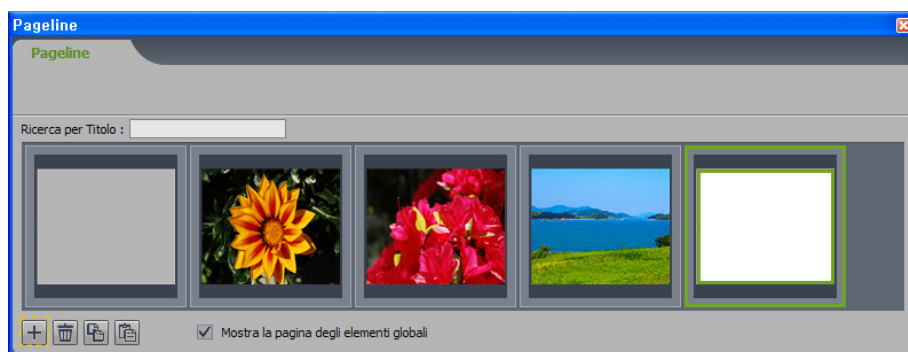 Pageline
Pageline
Ricerca per Titolo :
Mostra la pagina degli elementi globali